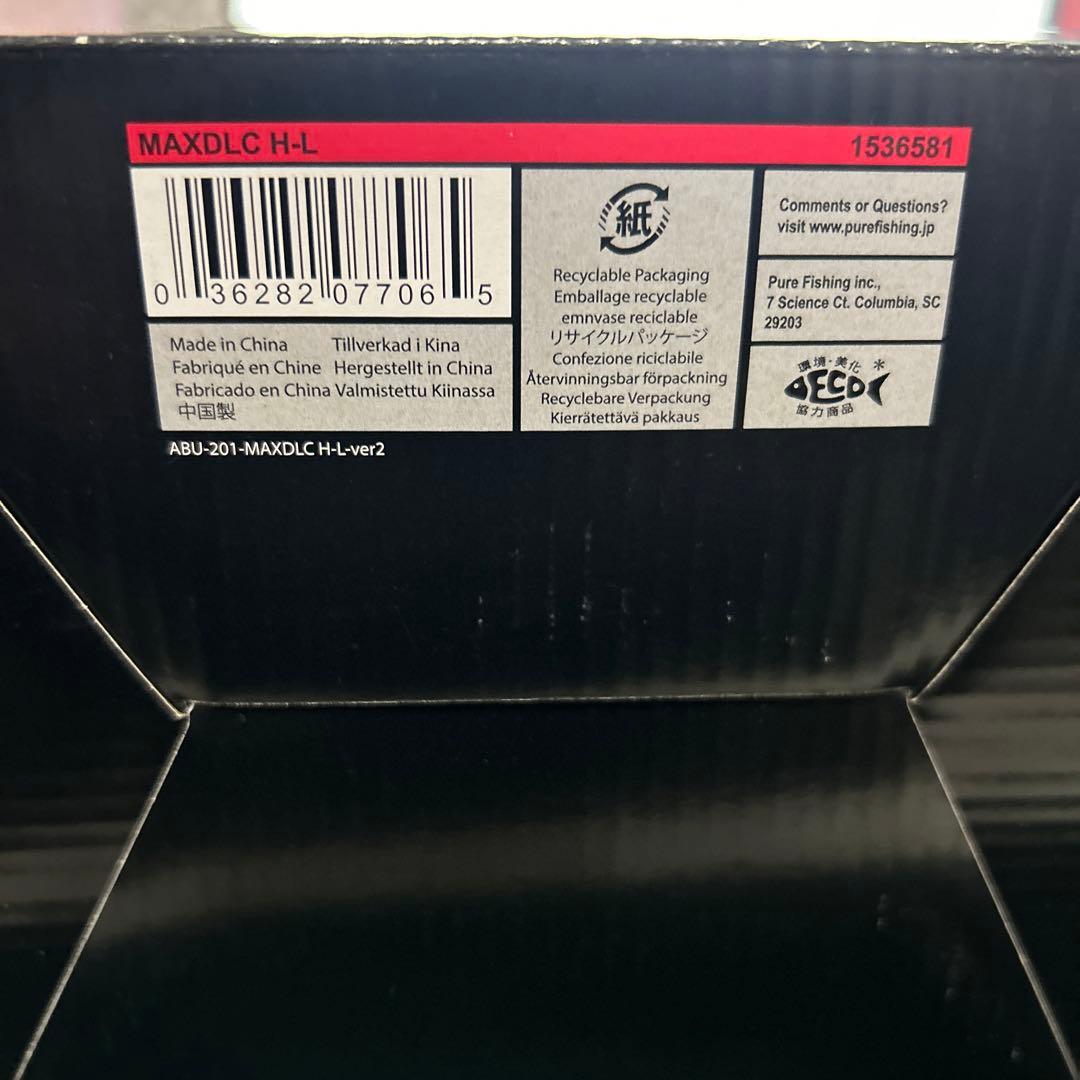 MAXDLC H-L 1536581
0 36282 07706 5
Made in China Tillverkad i Kina
Fabriqué en Chine Hergestellt in China
Fabricado en China Valmistettu Kiinassa
中国製
ABU-201-MAXDLC H-L-ver2
紙
Recyclable Packaging
Emballage recyclable
emnvase reciclable
リサイクルパッケージ
Confezione riciclabile
Återvinningsbar förpackning
Recyclebare Verpackung
Kierrätettävä pakkaus
Comments or Questions?
visit www.purefishing.jp
Pure Fishing inc.,
7 Science Ct. Columbia, SC
29203
環境・美化
ECO
協力商品